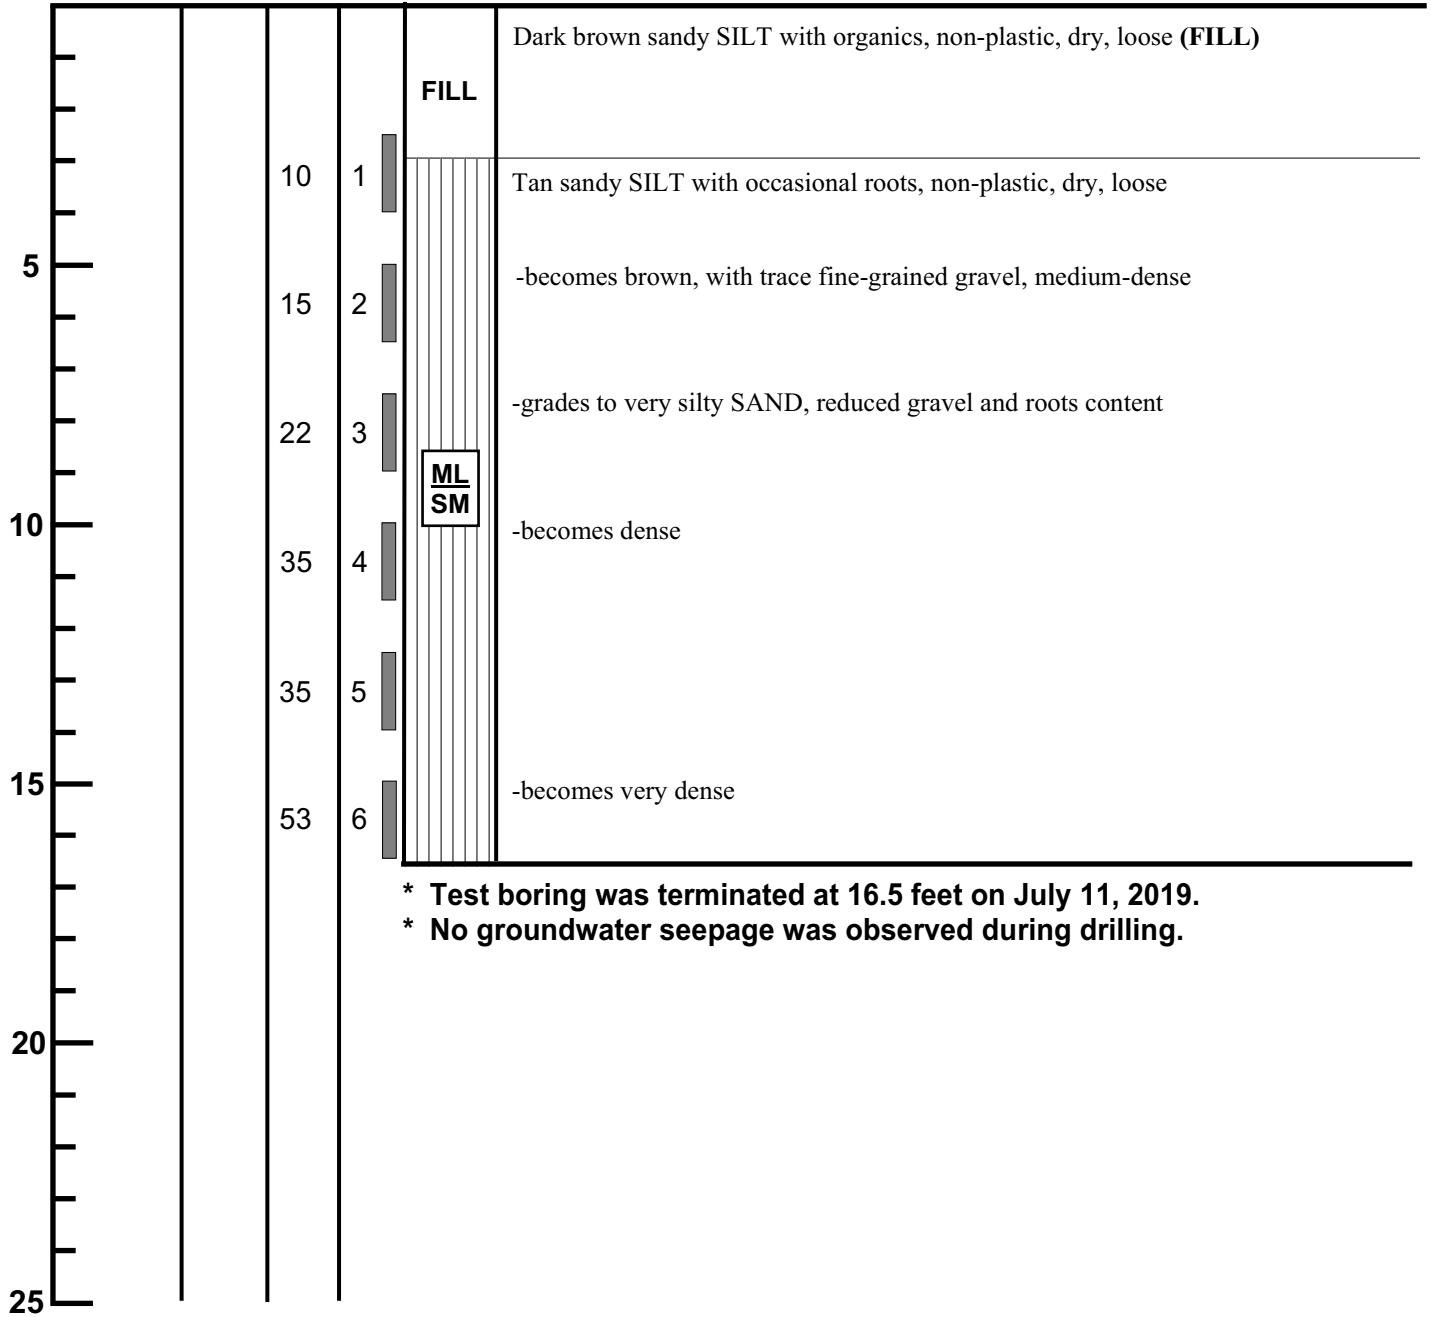 Dark brown sandy SILT with organics, non-plastic, dry, loose (FILL)
FILL
10 1
Tan sandy SILT with occasional roots, non-plastic, dry, loose
5
-becomes brown, with trace fine-grained gravel, medium-dense
15 2
-grades to very silty SAND, reduced gravel and roots content
22 3
ML
SM
10
-becomes dense
35 4
35 5
15
-becomes very dense
53 6
* Test boring was terminated at 16.5 feet on July 11, 2019.
* No groundwater seepage was observed during drilling.
20
25